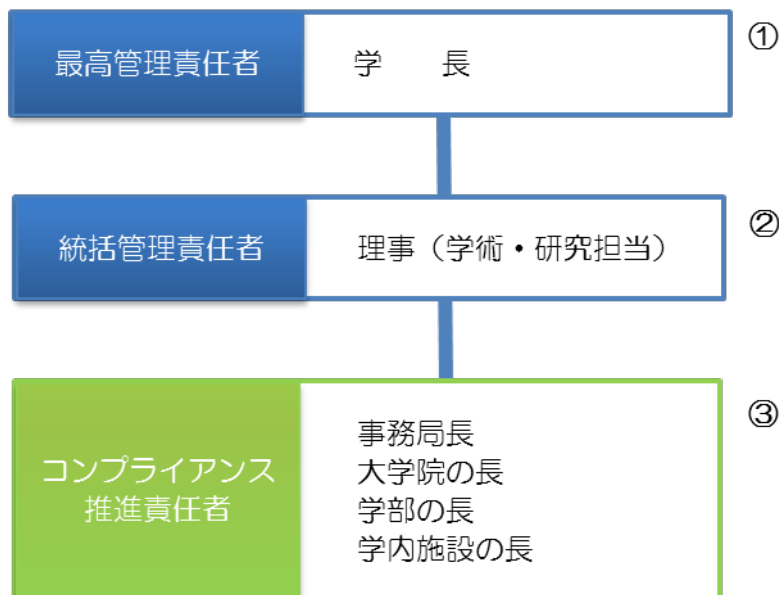 最高管理責任者 学　　長 ①
統括管理責任者 理事（学術・研究担当） ②
③
コンプライアンス
推進責任者
事務局長
大学院の長
学部の長
学内施設の長